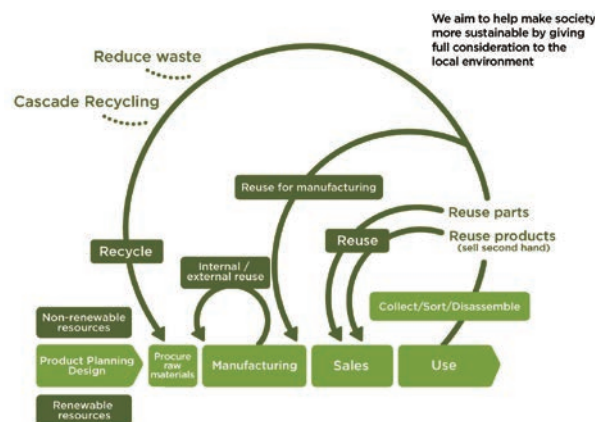 We aim to help make society
more sustainable by giving
full consideration to the
local environment
Reduce waste
Cascade Recycling
Reuse for manufacturing
Reuse parts
Recycle
Reuse
Reuse products
(sell second hand)
Internal /
external reuse
Collect/Sort/Disassemble
Non-renewable
resources
Product Planning
Design
Procure
raw
materials
Manufacturing
Sales
Use
Renewable
resources